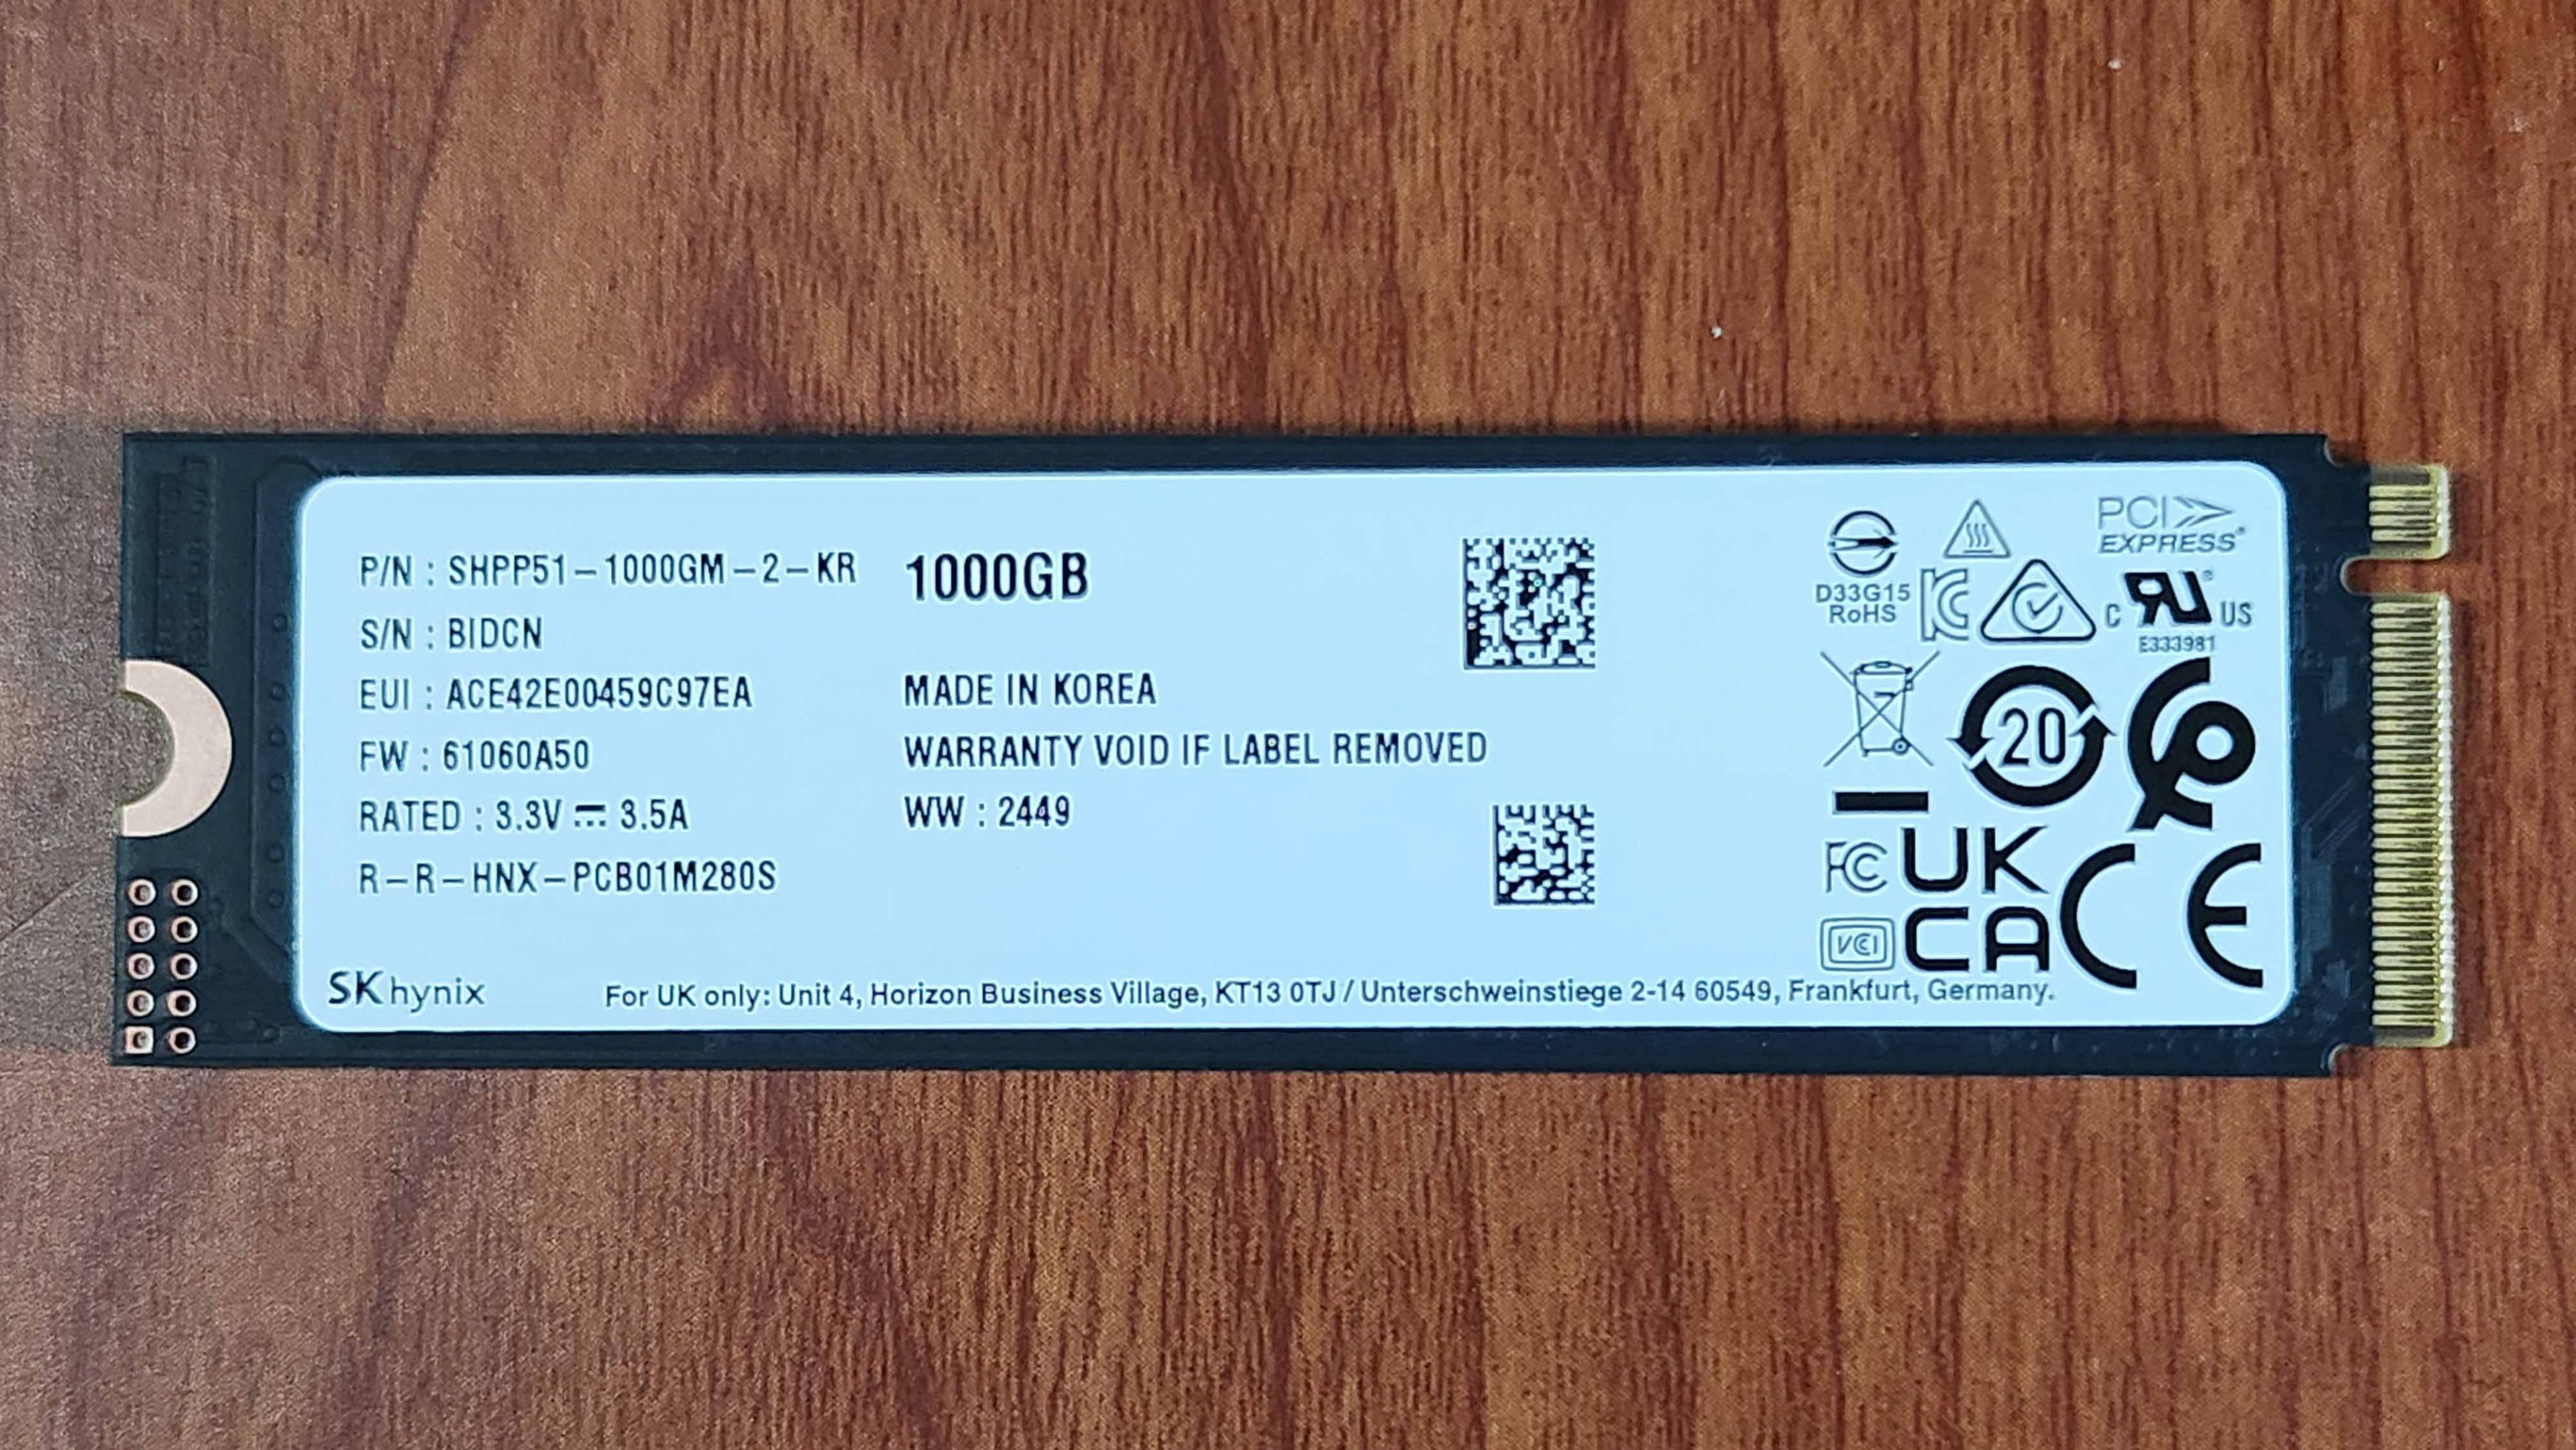 P/N : SHPP51-1000GM-2-KR
1000GB
S/N : BIDCN
EUI : ACE42E00459C97EA
MADE IN KOREA
FW : 61060A50
WARRANTY VOID IF LABEL REMOVED
RATED : 3.3V ⎓ 3.5A
WW : 2449
R-R-HNX-PCB01M280S
SK hynix
For UK only: Unit 4, Horizon Business Village, KT13 0TJ / Unterschweinstiege 2-14 60549, Frankfurt, Germany.
PCI
EXPRESS®
D33G15
RoHS
KC
C RU® US
E333981
20
FC
UK
CA
CE
VCI